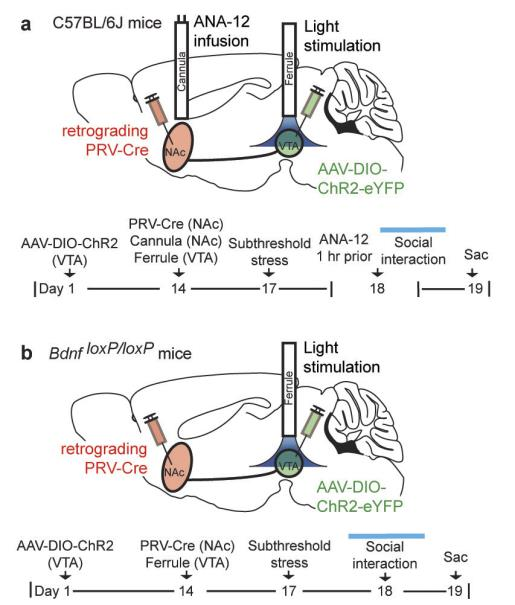 a C57BL/6J mice
ANA-12
infusion
Light
stimulation
Cannula
Ferrule
retrograding
PRV-Cre
NAc
VTA
AAV-DIO-
ChR2-eYFP
AAV-DIO-ChR2
(VTA)
PRV-Cre (NAc)
Cannula (NAc)
Ferrule (VTA)
Subthreshold
stress
ANA-12
1 hr prior
Social
interaction
Sac
Day 1 14 17 18 19
b Bdnf loxP/loxP mice
Light
stimulation
Ferrule
retrograding
PRV-Cre
NAc
VTA
AAV-DIO-
ChR2-eYFP
AAV-DIO-ChR2
(VTA)
PRV-Cre (NAc)
Ferrule (VTA)
Subthreshold
stress
Social
interaction
Sac
Day 1 14 17 18 19